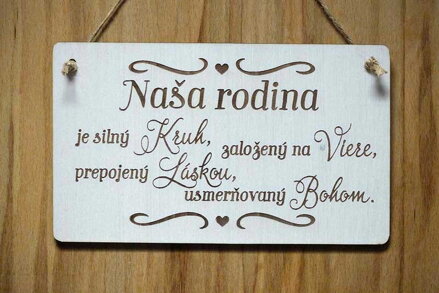 Naša rodina
je silný Kruh, založený na Viere,
prepojený Láskou,
usmerňovaný Bohom.